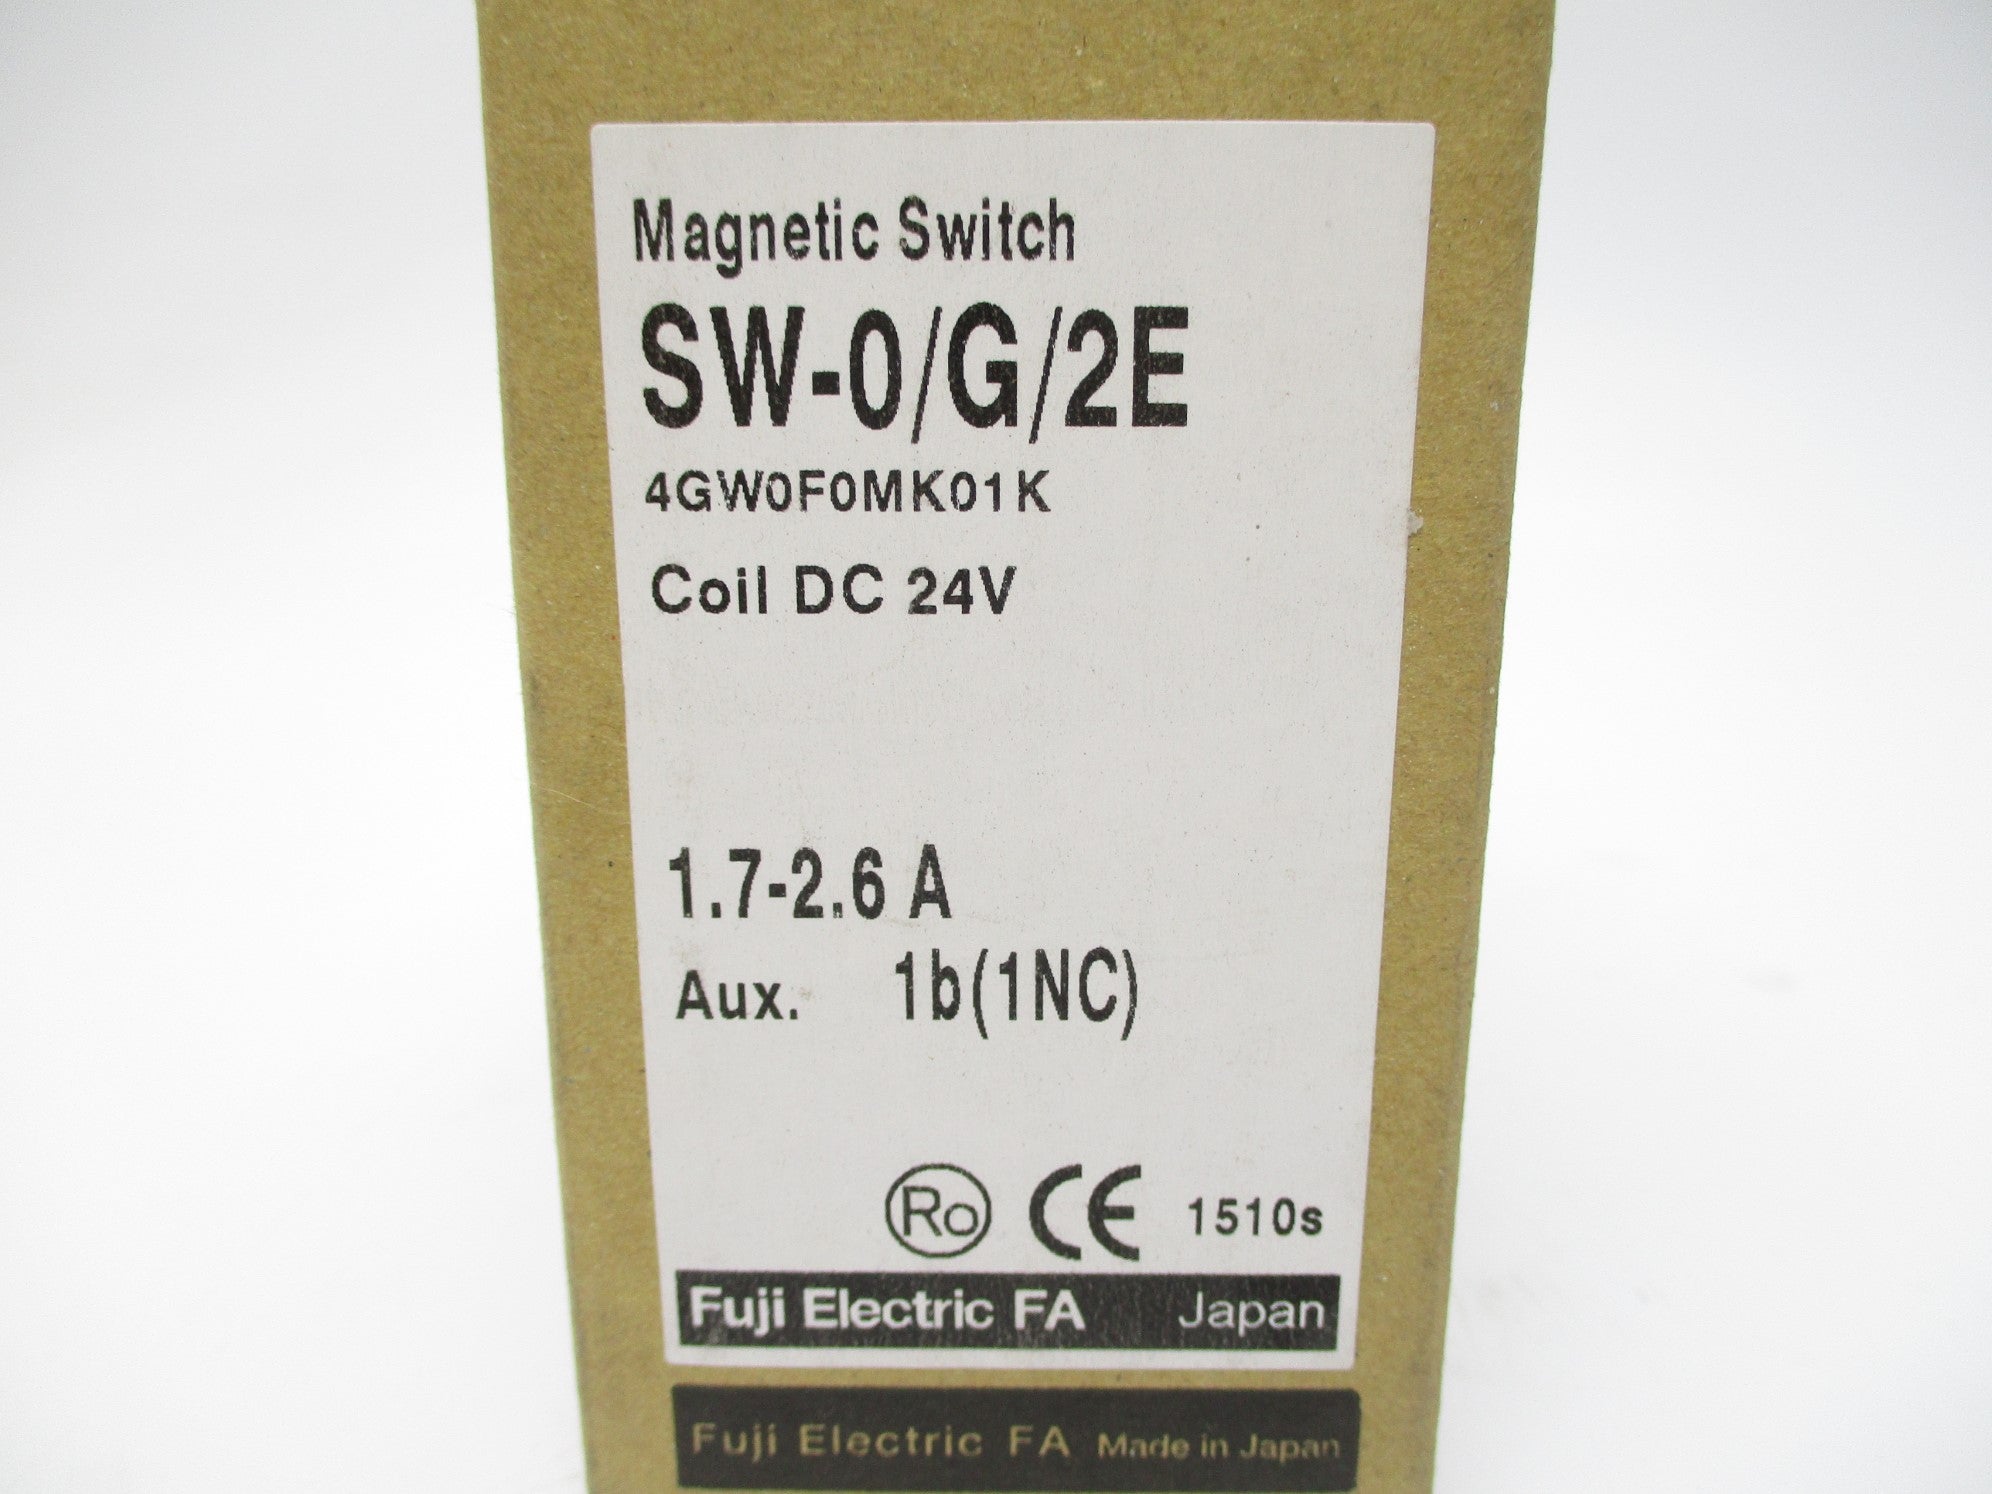 Magnetic Switch
SW-0/G/2E
4GW0F0MK01K
Coil DC 24V
1.7-2.6 A
Aux. 1b(1NC)
Ro CE 1510s
Fuji Electric FA Japan
Fuji Electric FA Made in Japan